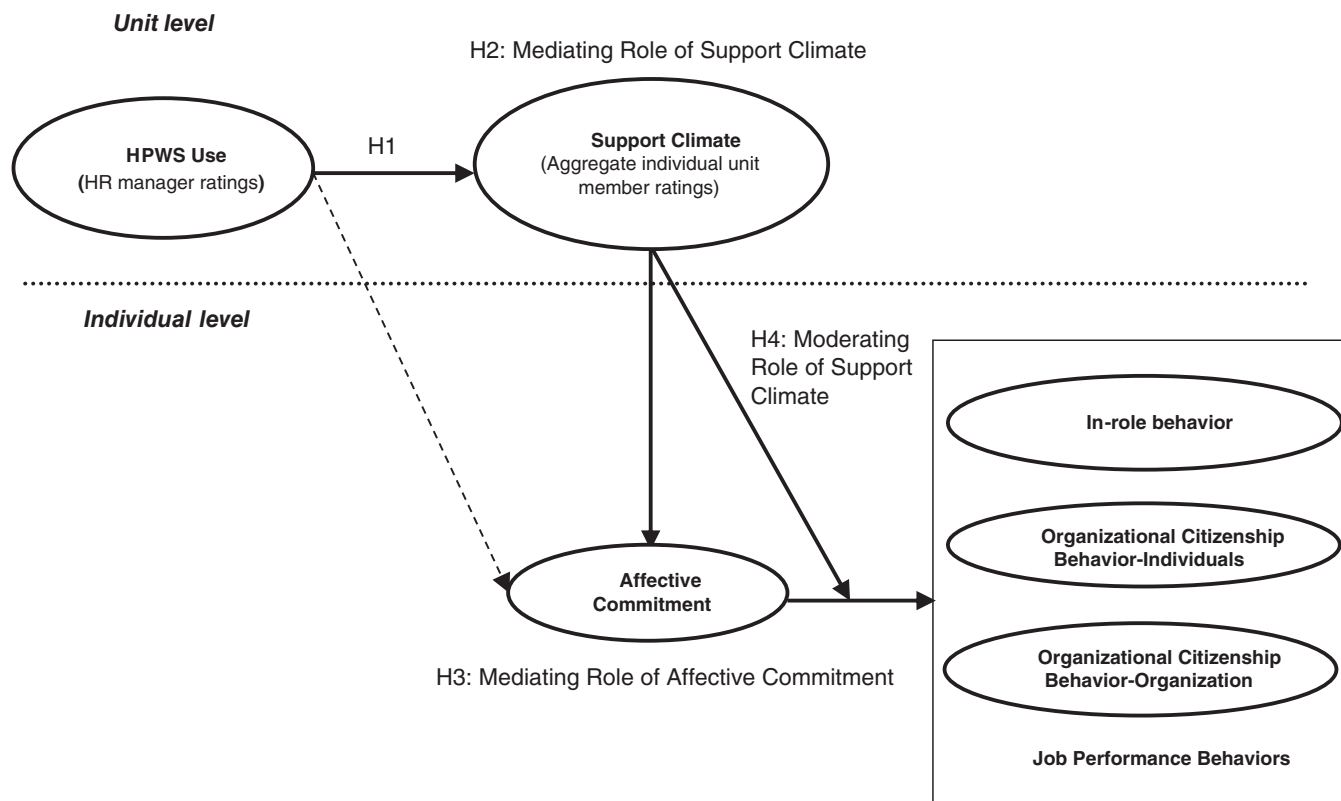 Unit level
H2: Mediating Role of Support Climate
HPWS Use
(HR manager ratings)
H1
Support Climate
(Aggregate individual unit
member ratings)
Individual level
H4: Moderating
Role of Support
Climate
In-role behavior
Organizational Citizenship
Behavior-Individuals
Affective
Commitment
Organizational Citizenship
Behavior-Organization
H3: Mediating Role of Affective Commitment
Job Performance Behaviors